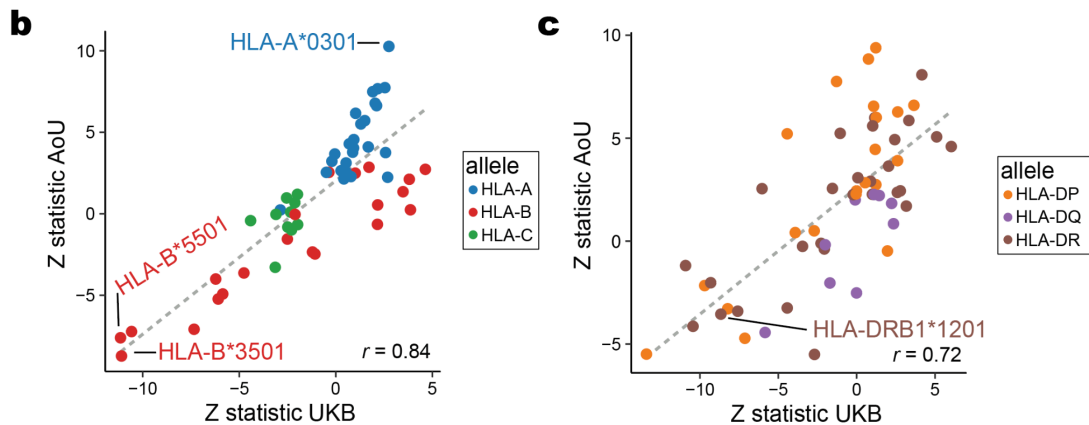 b
HLA-A*0301
10
5
0
−5
Z statistic AoU
HLA-B*5501
HLA-B*3501
r = 0.84
−10
−5
0
5
Z statistic UKB
allele
HLA-A
HLA-B
HLA-C
c
10
5
0
−5
Z statistic AoU
HLA-DRB1*1201
r = 0.72
−10
−5
0
5
Z statistic UKB
allele
HLA-DP
HLA-DQ
HLA-DR